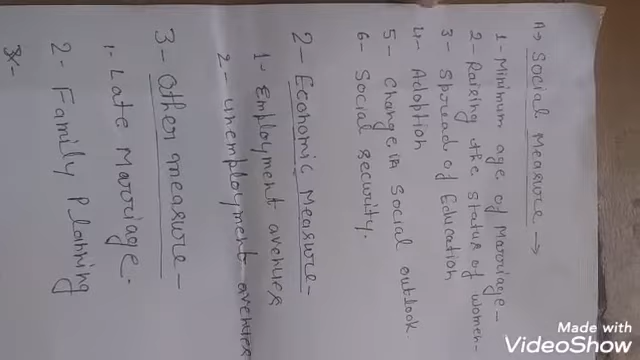 A→ Social Measure →
1- Minimum age of Marriage -
2- Raising the status of women-
3- Spread of Education
4- Adoption
5- Change in Social outlook.
6- Social Security.
2- Economic Measure-
1- Employment avenues
2- unemployment avenues
3- Other measure-
1. Late Marriage.
2- Family Planning
3-
Made with
VideoShow